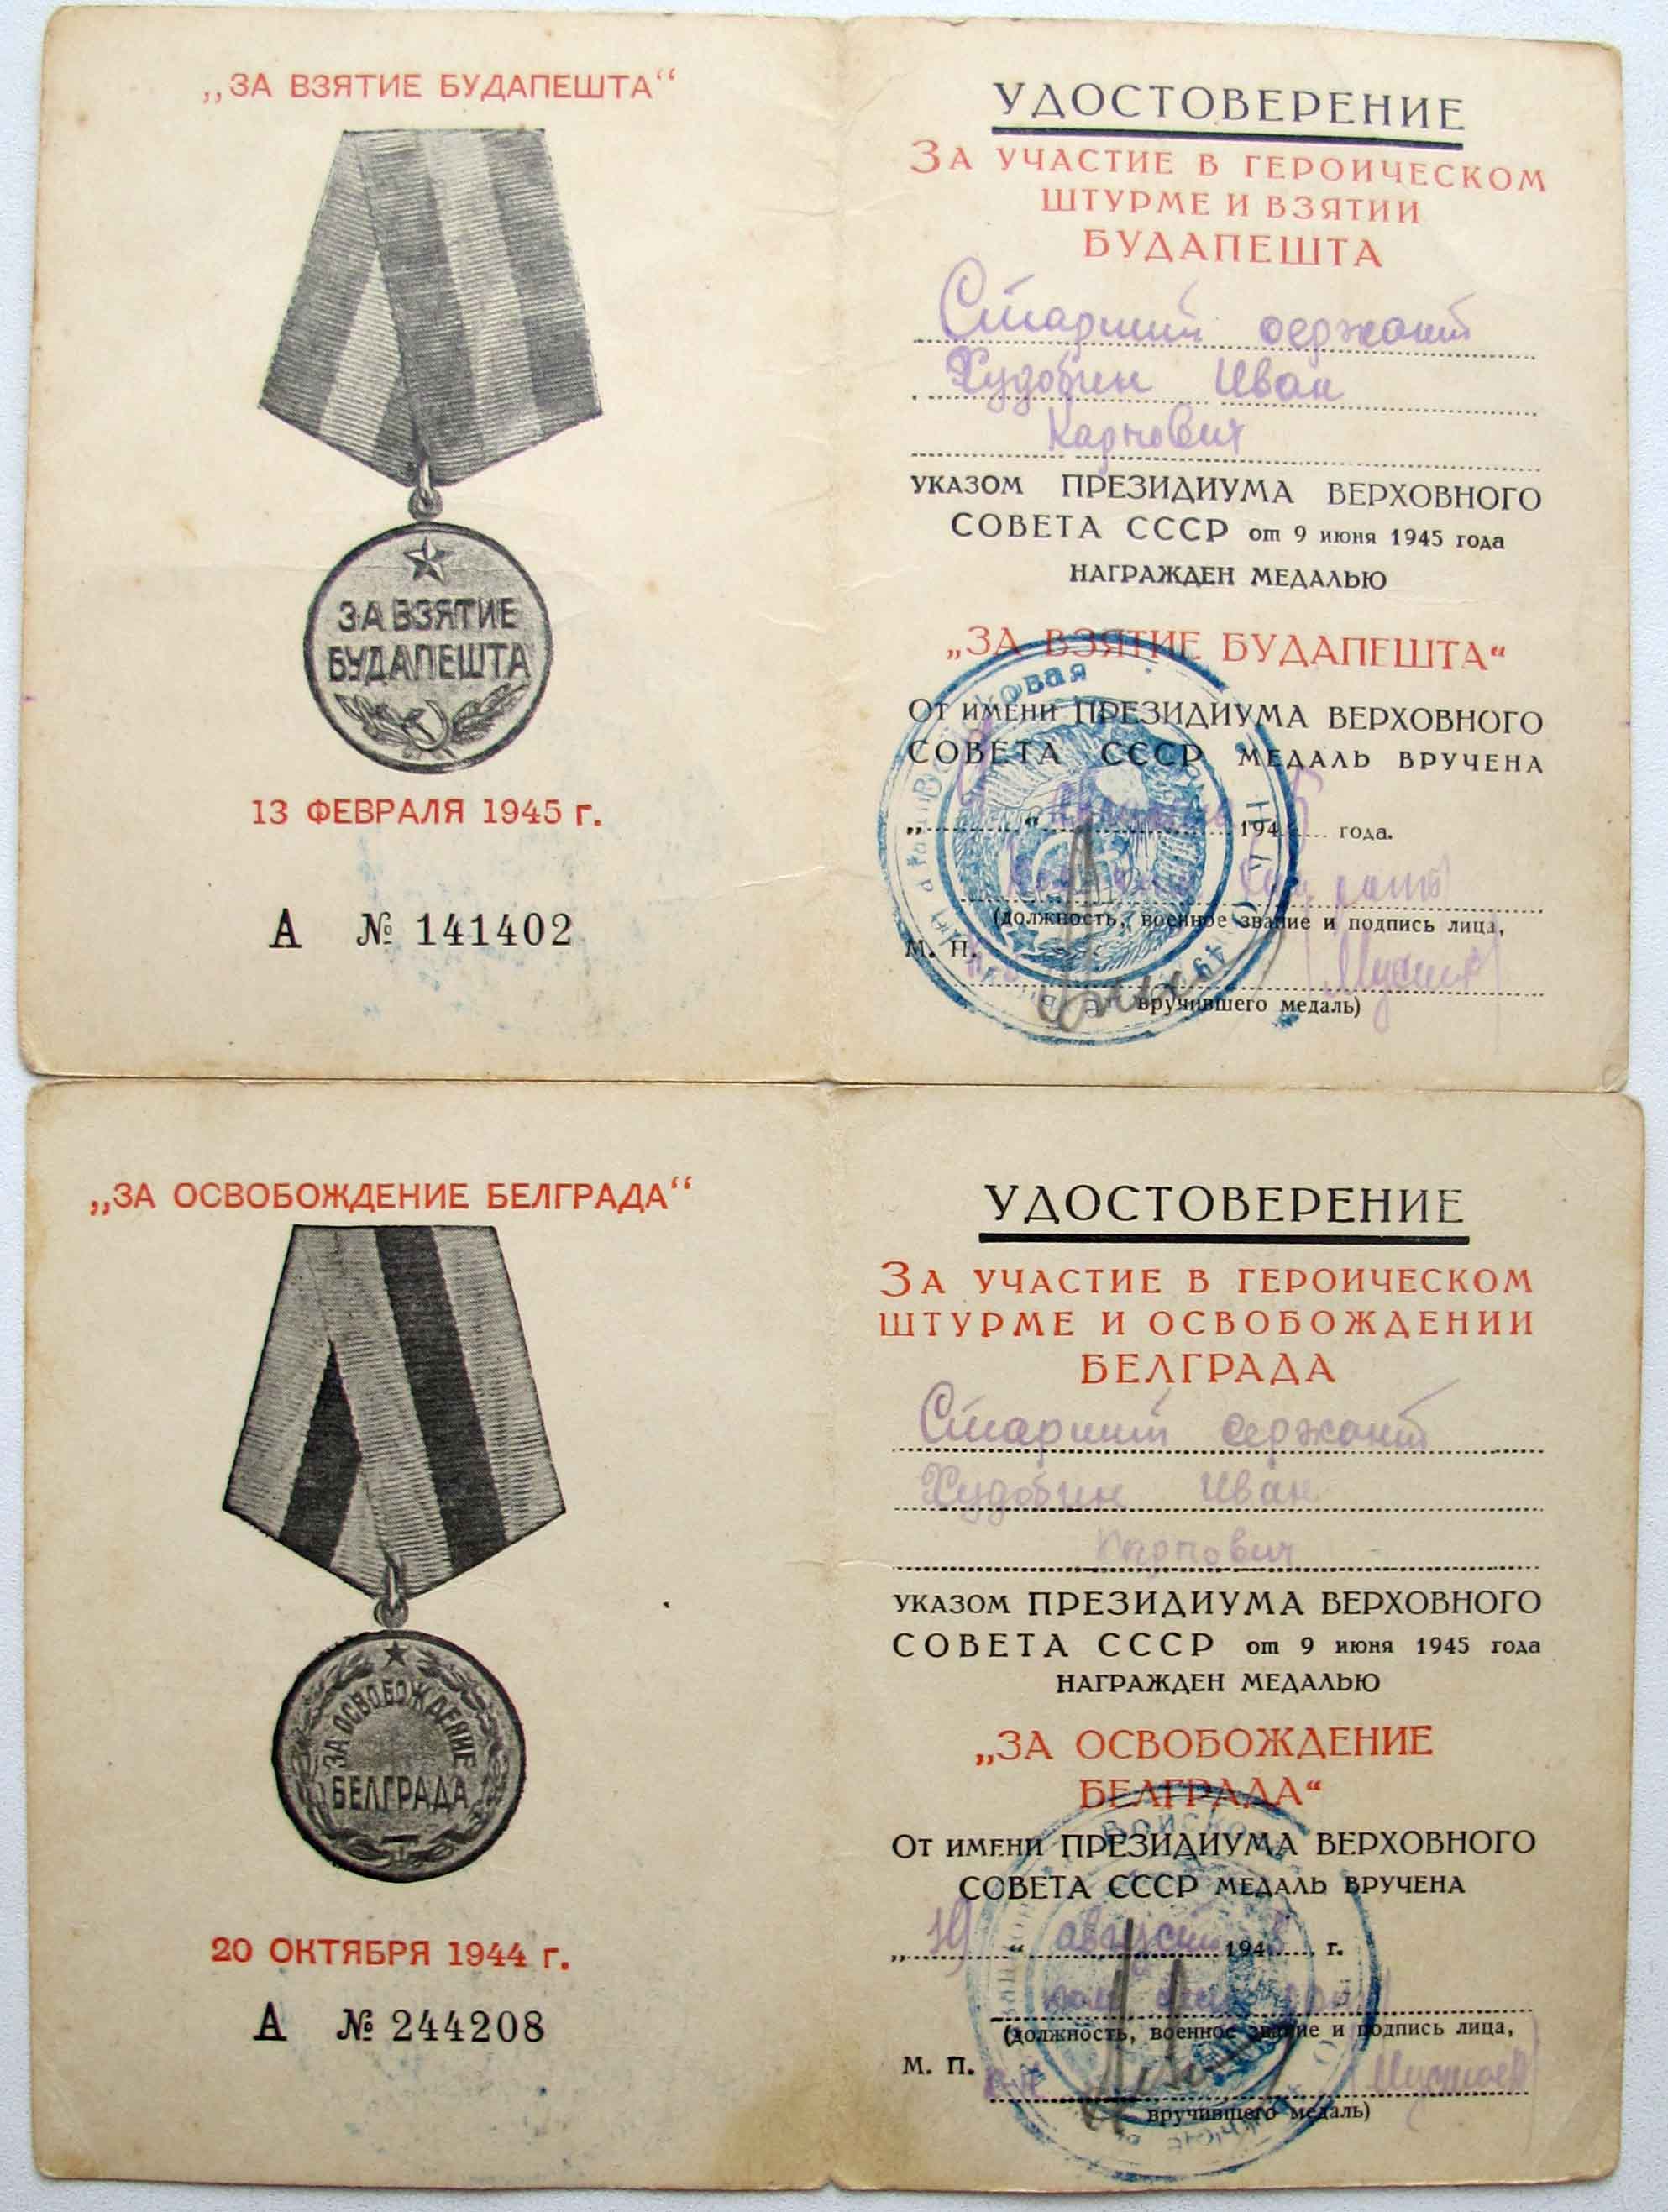 „ЗА ВЗЯТИЕ БУДАПЕШТА“
ЗА ВЗЯТИЕ
БУДАПЕШТА
13 ФЕВРАЛЯ 1945 г.
А № 141402
УДОСТОВЕРЕНИЕ
ЗА УЧАСТИЕ В ГЕРОИЧЕСКОМ
ШТУРМЕ И ВЗЯТИИ
БУДАПЕШТА
Старший сержант
Худобин Иван
Карпович
УКАЗОМ ПРЕЗИДИУМА ВЕРХОВНОГО
СОВЕТА СССР от 9 июня 1945 года
НАГРАЖДЕН МЕДАЛЬЮ
„ЗА ВЗЯТИЕ БУДАПЕШТА“
ОТ ИМЕНИ ПРЕЗИДИУМА ВЕРХОВНОГО
СОВЕТА СССР МЕДАЛЬ ВРУЧЕНА
„ “ августа 1945 года.
(должность, военное звание и подпись лица,
М. П.
вручившего медаль)
„ЗА ОСВОБОЖДЕНИЕ БЕЛГРАДА“
ЗА ОСВОБОЖДЕНИЕ
БЕЛГРАДА
20 ОКТЯБРЯ 1944 г.
А № 244208
УДОСТОВЕРЕНИЕ
ЗА УЧАСТИЕ В ГЕРОИЧЕСКОМ
ШТУРМЕ И ОСВОБОЖДЕНИИ
БЕЛГРАДА
Старший сержант
Худобин Иван
Карпович
УКАЗОМ ПРЕЗИДИУМА ВЕРХОВНОГО
СОВЕТА СССР от 9 июня 1945 года
НАГРАЖДЕН МЕДАЛЬЮ
„ЗА ОСВОБОЖДЕНИЕ
БЕЛГРАДА“
ОТ ИМЕНИ ПРЕЗИДИУМА ВЕРХОВНОГО
СОВЕТА СССР МЕДАЛЬ ВРУЧЕНА
„19“ августа 1945 г.
(должность, военное звание и подпись лица,
М. П.
вручившего медаль)